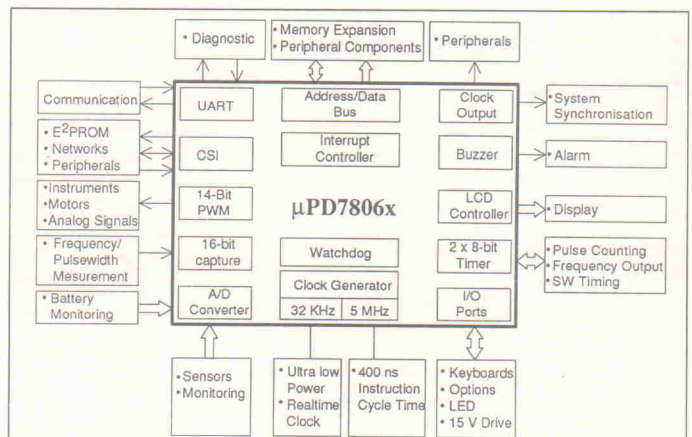 • Diagnostic
• Memory Expansion
• Peripheral Components
• Peripherals
Communication
• E²PROM
• Networks
• Peripherals
• Instruments
• Motors
• Analog Signals
• Frequency/
Pulsewidth
Mesurement
• Battery
Monitoring
UART
CSI
14-Bit
PWM
16-bit
capture
A/D
Converter
Address/Data
Bus
Interrupt
Controller
µPD7806x
Watchdog
Clock Generator
32 KHz
5 MHz
Clock
Output
Buzzer
LCD
Controller
2 x 8-bit
Timer
I/O
Ports
• System
Synchronisation
• Alarm
• Display
• Pulse Counting
• Frequency Output
• SW Timing
• Sensors
• Monitoring
• Ultra low
Power
• Realtime
Clock
• 400 ns
Instruction
Cycle Time
• Keyboards
• Options
• LED
• 15 V Drive